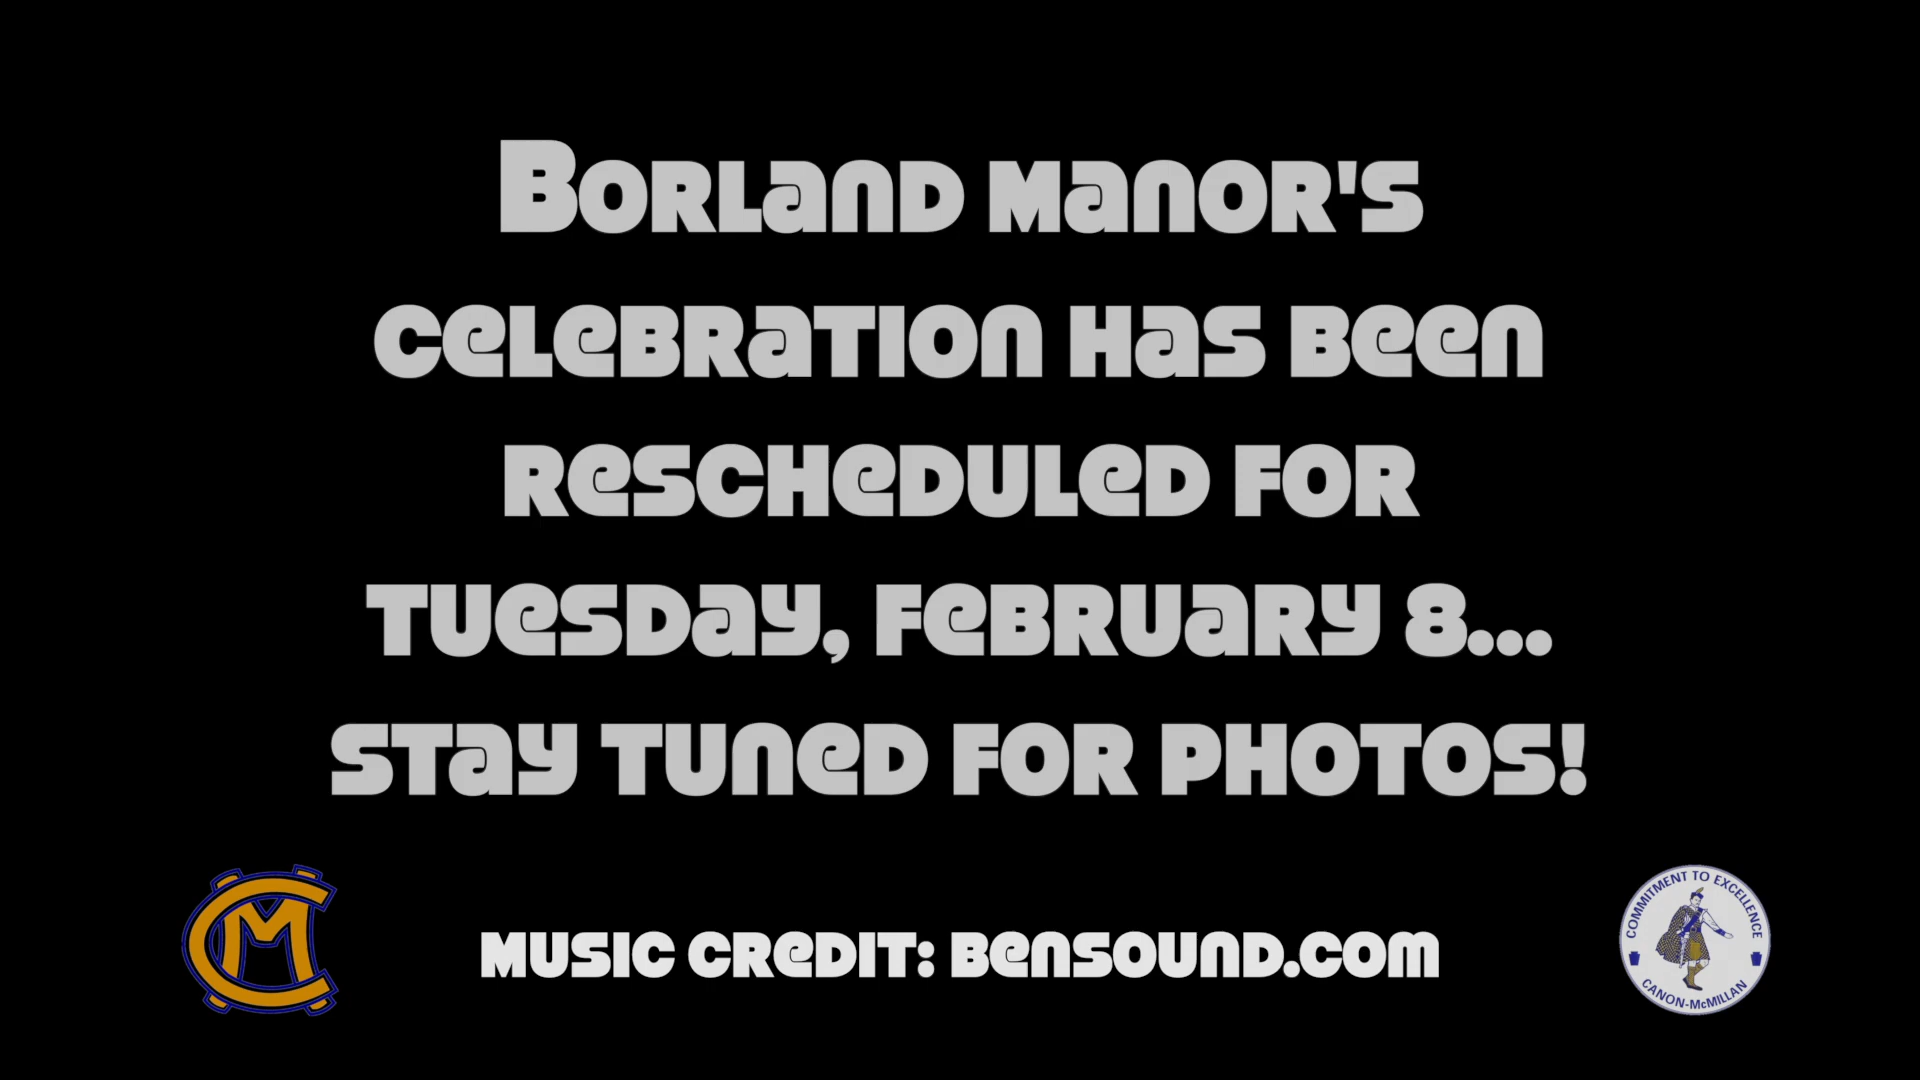 Borland Manor's
celebration has been
rescheduled for
Tuesday, February 8...
Stay tuned for photos!
CM
Music Credit: Bensound.com
COMMITMENT TO EXCELLENCE
CANON-McMILLAN